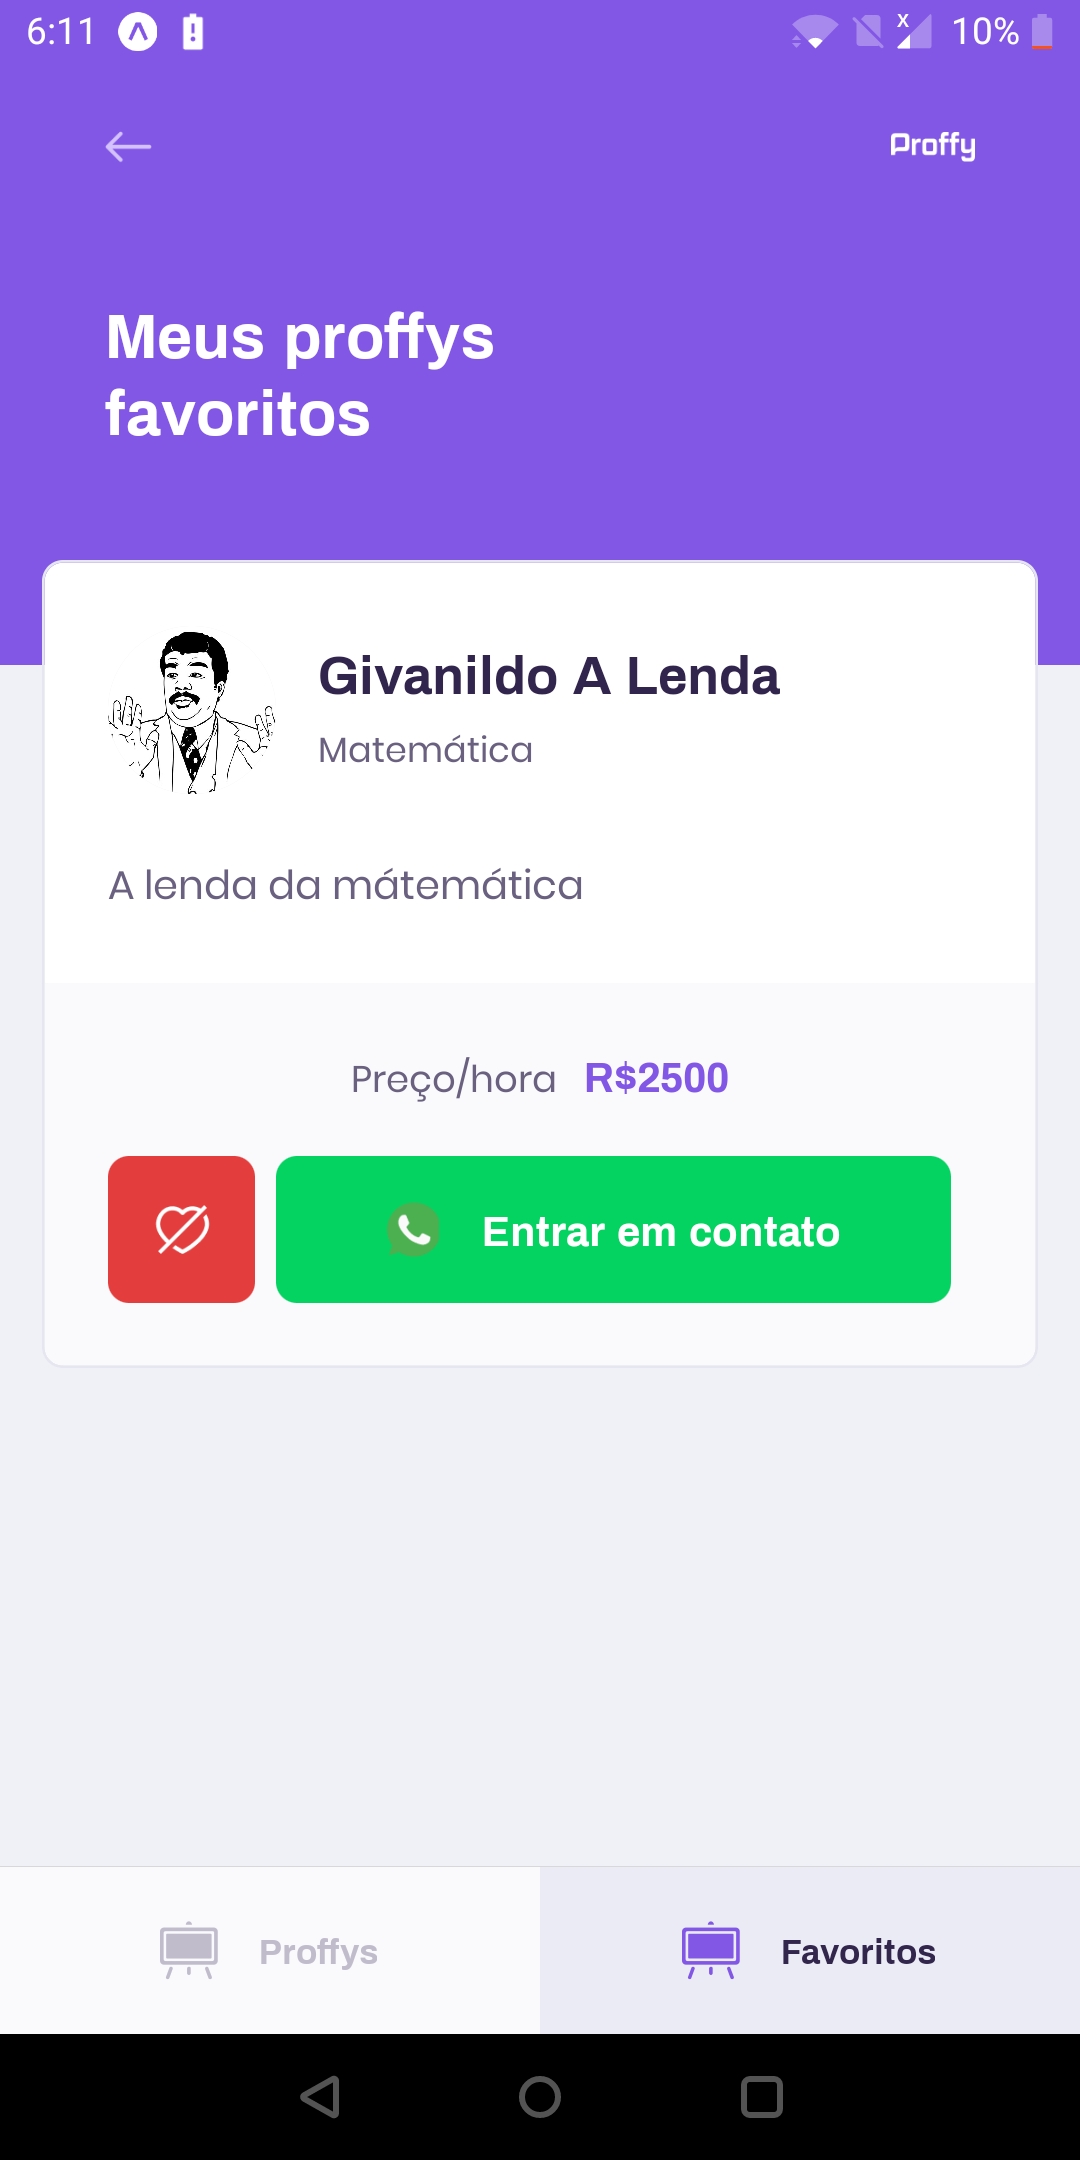 6:11
10%
Proffy
Meus proffys
favoritos
Givanildo A Lenda
Matemática
A lenda da mátemática
Preço/hora R$2500
Entrar em contato
Proffys
Favoritos